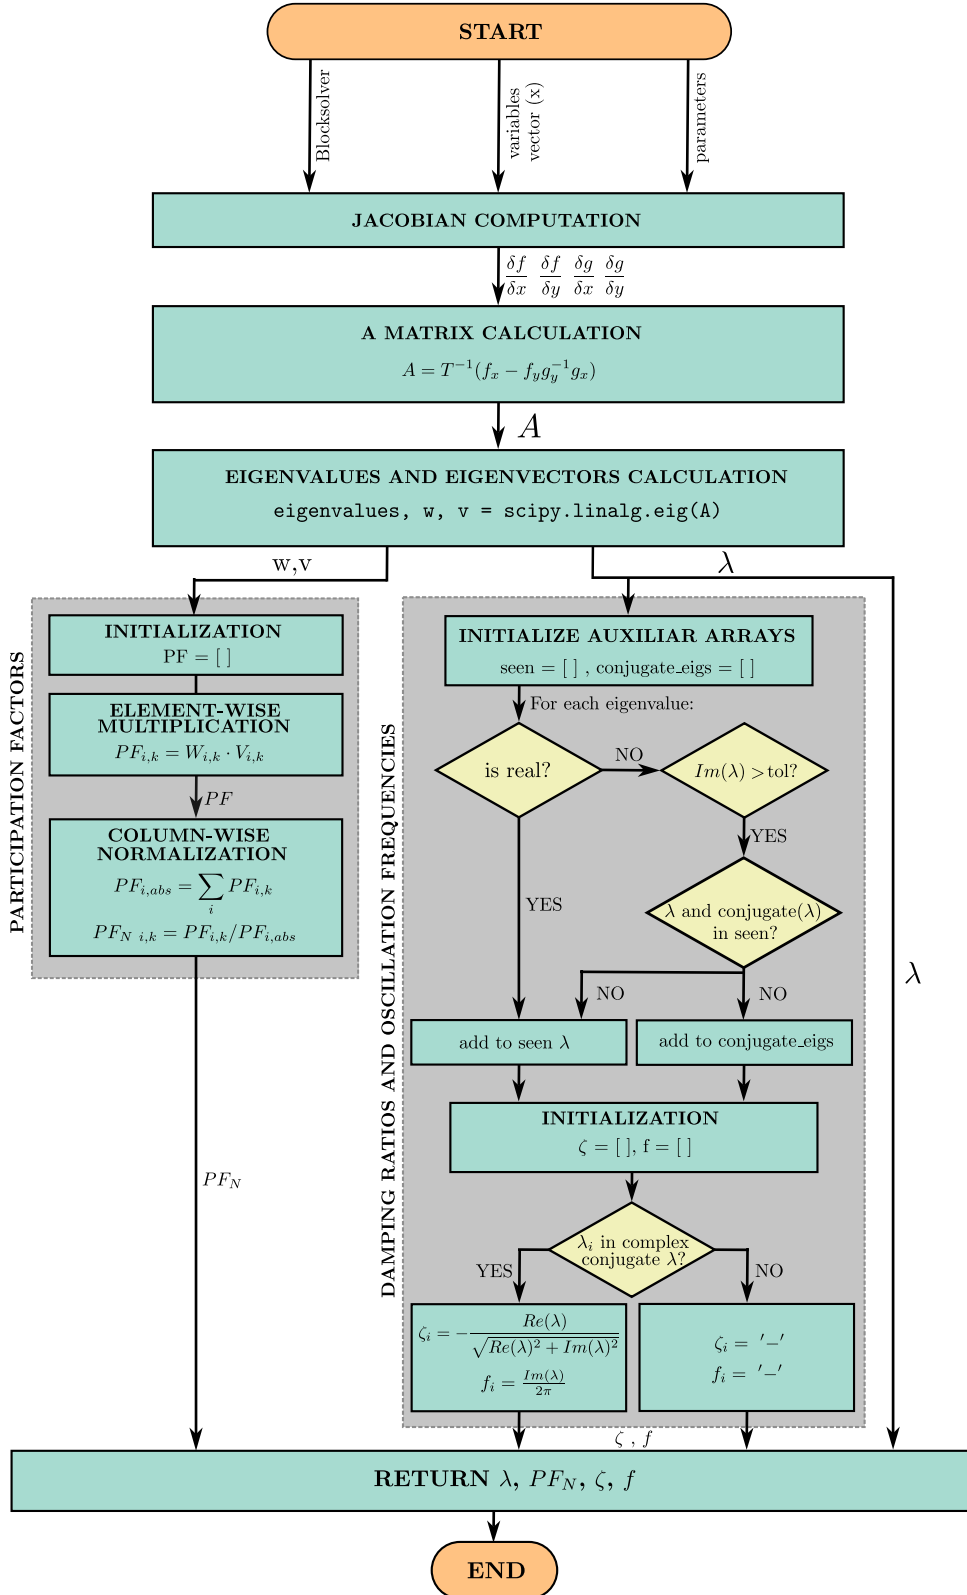 START
Blocksolver
variables
vector (x)
parameters
JACOBIAN COMPUTATION
δf/δx δf/δy δg/δx δg/δy
A MATRIX CALCULATION
A = T⁻¹(fₓ − f_y g_y⁻¹ gₓ)
A
EIGENVALUES AND EIGENVECTORS CALCULATION
eigenvalues, w, v = scipy.linalg.eig(A)
w,v
λ
PARTICIPATION FACTORS
INITIALIZATION
PF = [ ]
ELEMENT-WISE
MULTIPLICATION
PF_{i,k} = W_{i,k} · V_{i,k}
PF
COLUMN-WISE
NORMALIZATION
PF_{i,abs} = ∑_i PF_{i,k}
PF_{N i,k} = PF_{i,k}/PF_{i,abs}
PF_N
DAMPING RATIOS AND OSCILLATION FREQUENCIES
INITIALIZE AUXILIAR ARRAYS
seen = [ ] , conjugate_eigs = [ ]
For each eigenvalue:
is real?
NO
Im(λ) >tol?
YES
YES
λ and conjugate(λ)
in seen?
NO
NO
add to seen λ
add to conjugate_eigs
INITIALIZATION
ζ = [ ], f = [ ]
λ_i in complex
conjugate λ?
YES
NO
ζ_i = −Re(λ)/√(Re(λ)² + Im(λ)²)
f_i = Im(λ)/2π
ζ_i = '−'
f_i = '−'
ζ , f
λ
RETURN λ, PF_N, ζ, f
END